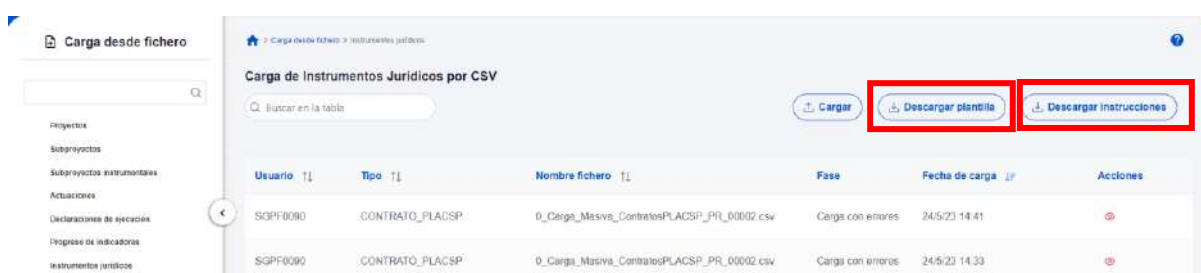 Carga desde fichero
> Carga desde fichero > Instrumentos jurídicos
Carga de Instrumentos Jurídicos por CSV
Buscar en la tabla
Cargar
Descargar plantilla
Descargar instrucciones
Proyectos
Subproyectos
Subproyectos instrumentales
Actuaciones
Declaraciones de ejecución
Progreso de indicadores
Instrumentos jurídicos
Usuario Tipo Nombre fichero Fase Fecha de carga Acciones
SGPF0090 CONTRATO_PLACSP 0_Carga_Masiva_ContratosPLACSP_PR_00002.csv Carga con errores 24/5/23 14:41
SGPF0090 CONTRATO_PLACSP 0_Carga_Masiva_ContratosPLACSP_PR_00002.csv Carga con errores 24/5/23 14:33